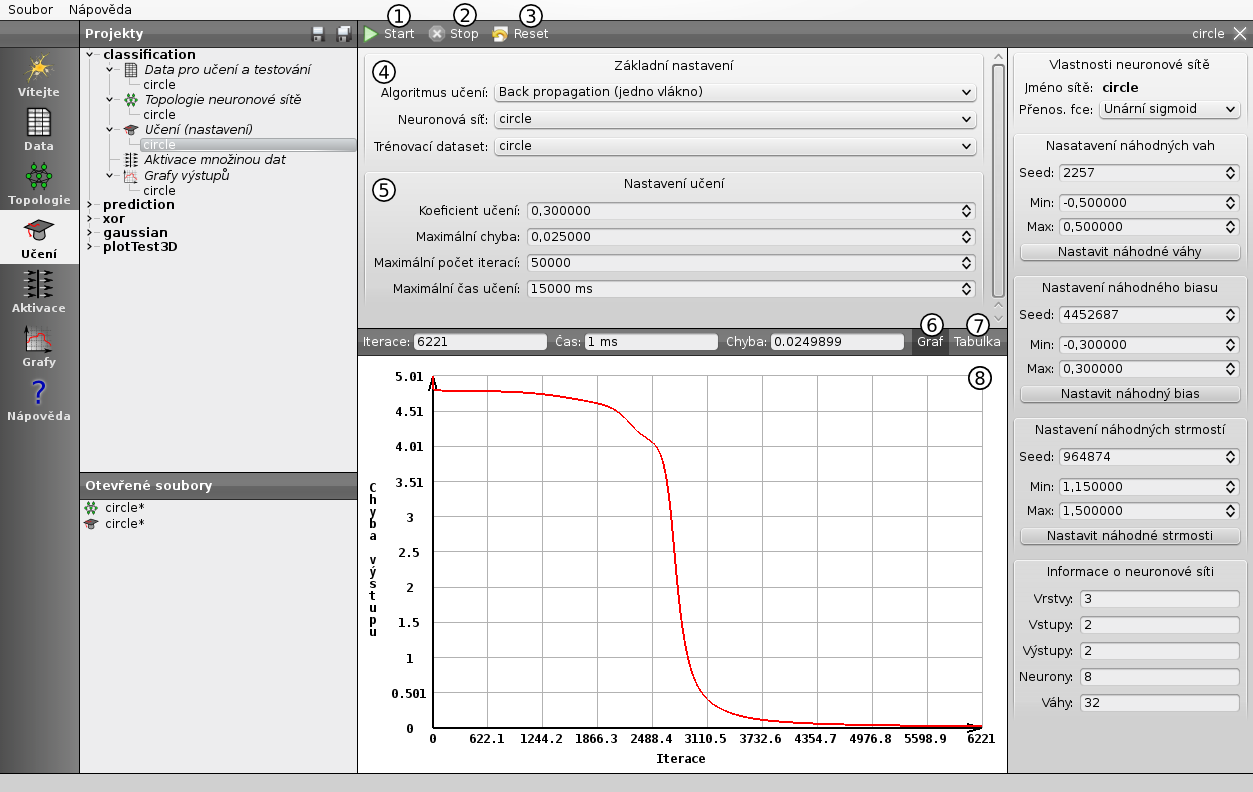 Soubor Nápověda
1 2 3
Projekty Start Stop Reset circle
Vítejte
Data
Topologie
Učení
Aktivace
Grafy
Nápověda
classification
Data pro učení a testování
circle
Topologie neuronové sítě
circle
Učení (nastavení)
circle
Aktivace množinou dat
Grafy výstupů
circle
prediction
xor
gaussian
plotTest3D
Otevřené soubory
circle*
circle*
4 Základní nastavení
Algoritmus učení: Back propagation (jedno vlákno)
Neuronová síť: circle
Trénovací dataset: circle
5 Nastavení učení
Koeficient učení: 0,300000
Maximální chyba: 0,025000
Maximální počet iterací: 50000
Maximální čas učení: 15000 ms
6 7
Iterace: 6221 Čas: 1 ms Chyba: 0.0249899 Graf Tabulka
8
5.01
4.51
4.01
3.51
3
2.5
2
1.5
1
0.501
0
Chyba výstupu
0 622.1 1244.2 1866.3 2488.4 3110.5 3732.6 4354.7 4976.8 5598.9 6221
Iterace
Vlastnosti neuronové sítě
Jméno sítě: circle
Přenos. fce: Unární sigmoid
Nasatavení náhodných vah
Seed: 2257
Min: -0,500000
Max: 0,500000
Nastavit náhodné váhy
Nastavení náhodného biasu
Seed: 4452687
Min: -0,300000
Max: 0,300000
Nastavit náhodný bias
Nastavení náhodných strmostí
Seed: 964874
Min: 1,150000
Max: 1,500000
Nastavit náhodné strmosti
Informace o neuronové síti
Vrstvy: 3
Vstupy: 2
Výstupy: 2
Neurony: 8
Váhy: 32